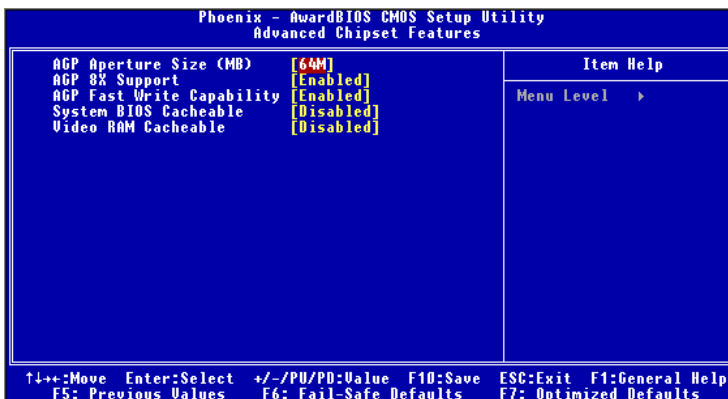 Phoenix - AwardBIOS CMOS Setup Utility
Advanced Chipset Features
AGP Aperture Size (MB) [64M]
AGP 8X Support [Enabled]
AGP Fast Write Capability [Enabled]
System BIOS Cacheable [Disabled]
Video RAM Cacheable [Disabled]
Item Help
Menu Level ▸
↑↓→←:Move Enter:Select +/-/PU/PD:Value F10:Save ESC:Exit F1:General Help
F5: Previous Values F6: Fail-Safe Defaults F7: Optimized Defaults